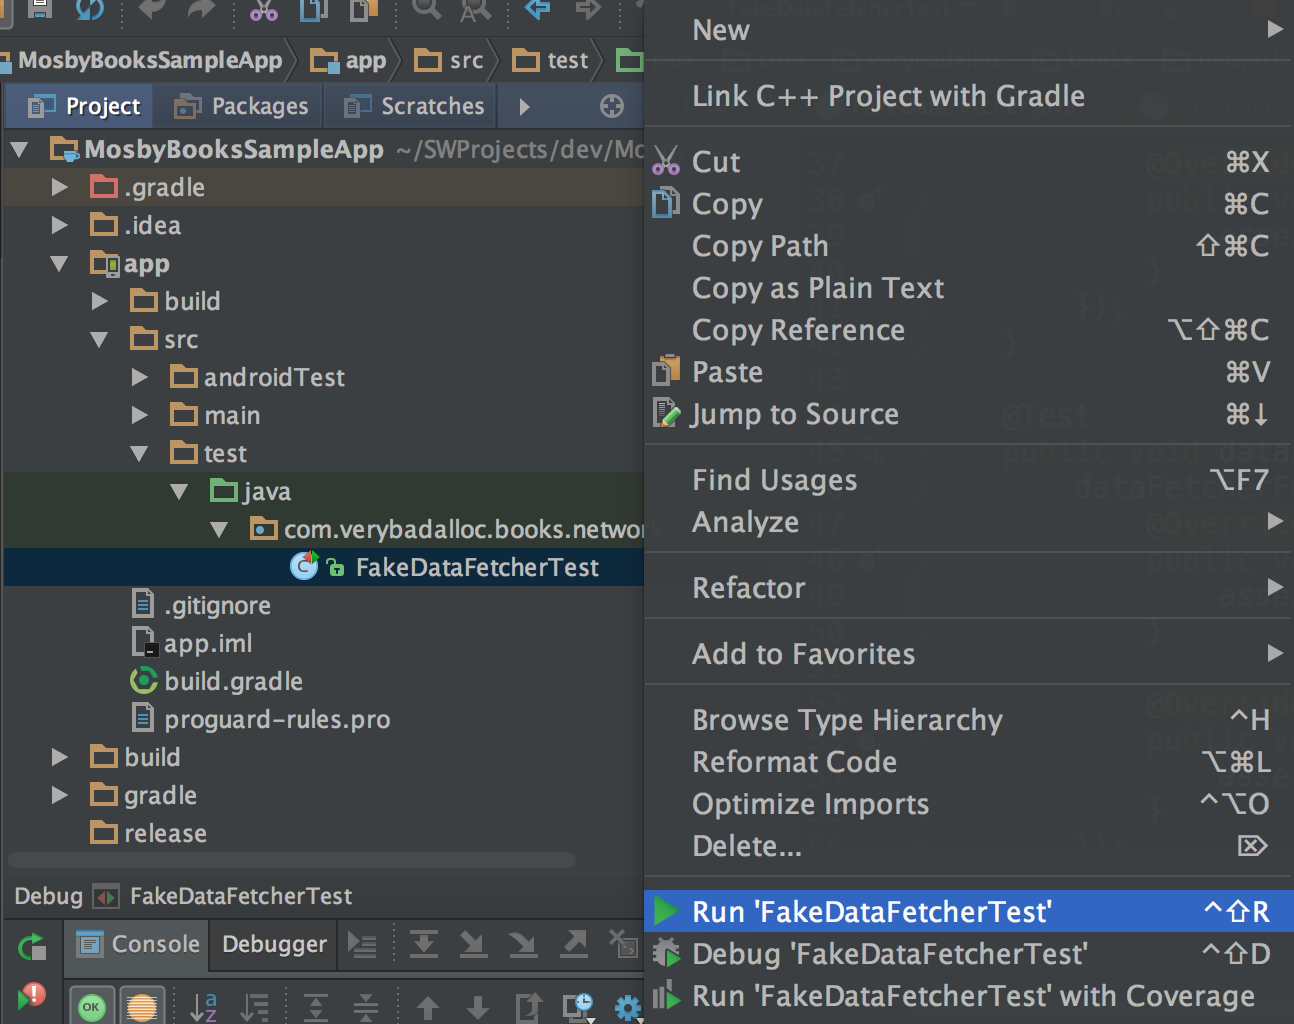 MosbyBooksSampleApp
app
src
test
Project
Packages
Scratches
MosbyBooksSampleApp ~/SWProjects/dev/Mo
.gradle
.idea
app
build
src
androidTest
main
test
java
com.verybadalloc.books.networ
FakeDataFetcherTest
.gitignore
app.iml
build.gradle
proguard-rules.pro
build
gradle
release
Debug FakeDataFetcherTest
Console
Debugger
OK
a
z
New
Link C++ Project with Gradle
Cut ⌘X
Copy ⌘C
Copy Path ⇧⌘C
Copy as Plain Text
Copy Reference ⌥⇧⌘C
Paste ⌘V
Jump to Source ⌘↓
Find Usages ⌥F7
Analyze
Refactor
Add to Favorites
Browse Type Hierarchy ^H
Reformat Code ⌥⌘L
Optimize Imports ^⌥O
Delete... ⌦
Run 'FakeDataFetcherTest' ^⇧R
Debug 'FakeDataFetcherTest' ^⇧D
Run 'FakeDataFetcherTest' with Coverage